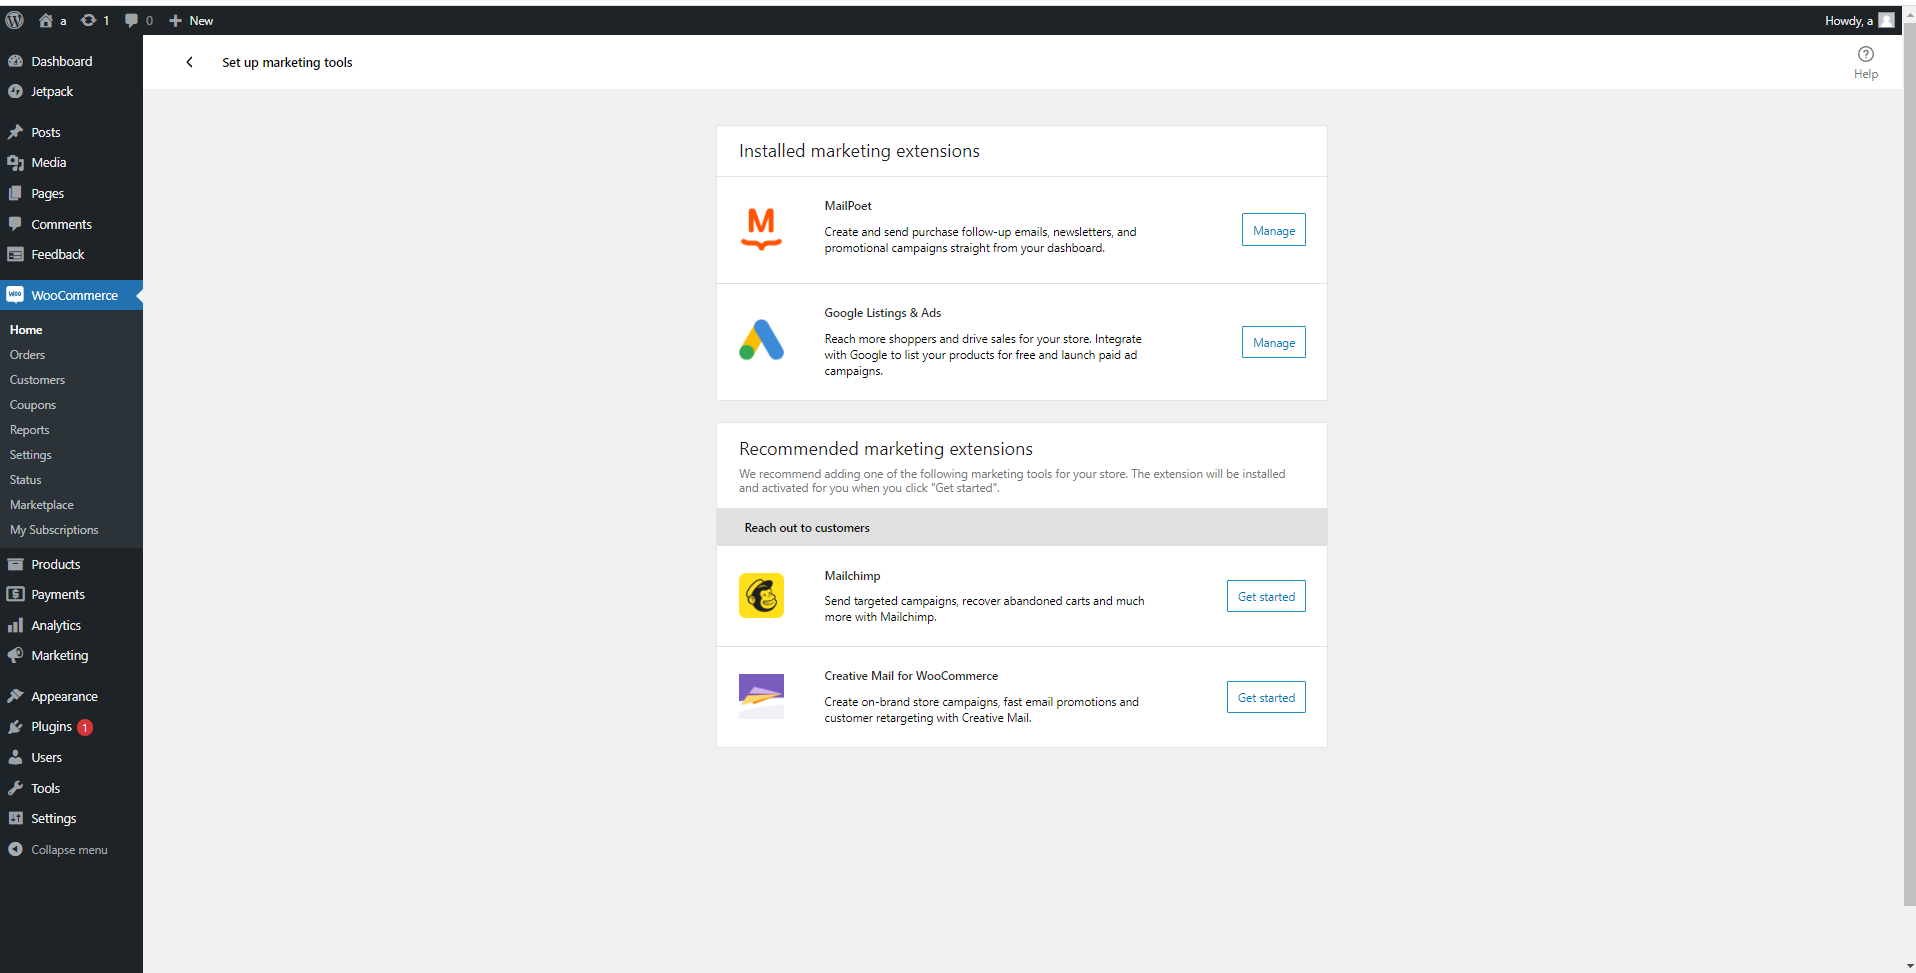 a
1
0
New
Howdy, a
Dashboard
Jetpack
Posts
Media
Pages
Comments
Feedback
Woo WooCommerce
Home
Orders
Customers
Coupons
Reports
Settings
Status
Marketplace
My Subscriptions
Products
Payments
Analytics
Marketing
Appearance
Plugins 1
Users
Tools
Settings
Collapse menu
Set up marketing tools
Help
Installed marketing extensions
MailPoet
Create and send purchase follow-up emails, newsletters, and
promotional campaigns straight from your dashboard.
Manage
Google Listings & Ads
Reach more shoppers and drive sales for your store. Integrate
with Google to list your products for free and launch paid ad
campaigns.
Manage
Recommended marketing extensions
We recommend adding one of the following marketing tools for your store. The extension will be installed
and activated for you when you click "Get started".
Reach out to customers
Mailchimp
Send targeted campaigns, recover abandoned carts and much
more with Mailchimp.
Get started
Creative Mail for WooCommerce
Create on-brand store campaigns, fast email promotions and
customer retargeting with Creative Mail.
Get started